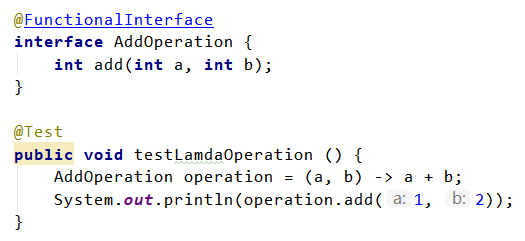 @FunctionalInterface
interface AddOperation {
    int add(int a, int b);
}
@Test
public void testLamdaOperation () {
    AddOperation operation = (a, b) -> a + b;
    System.out.println(operation.add( a: 1,  b: 2));
}